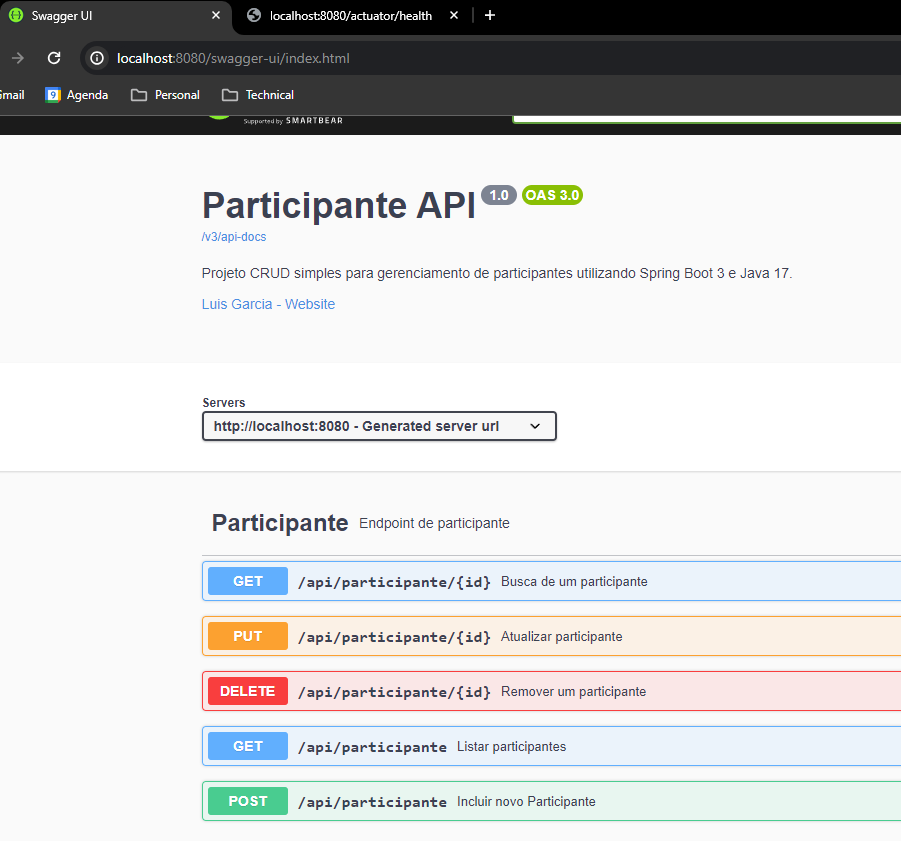 Swagger UI
localhost:8080/actuator/health
localhost:8080/swagger-ui/index.html
Gmail
9
Agenda
Personal
Technical
Supported by SMARTBEAR
Participante API 1.0 OAS 3.0
/v3/api-docs
Projeto CRUD simples para gerenciamento de participantes utilizando Spring Boot 3 e Java 17.
Luis Garcia - Website
Servers
http://localhost:8080 - Generated server url
Participante Endpoint de participante
GET /api/participante/{id} Busca de um participante
PUT /api/participante/{id} Atualizar participante
DELETE /api/participante/{id} Remover um participante
GET /api/participante Listar participantes
POST /api/participante Incluir novo Participante